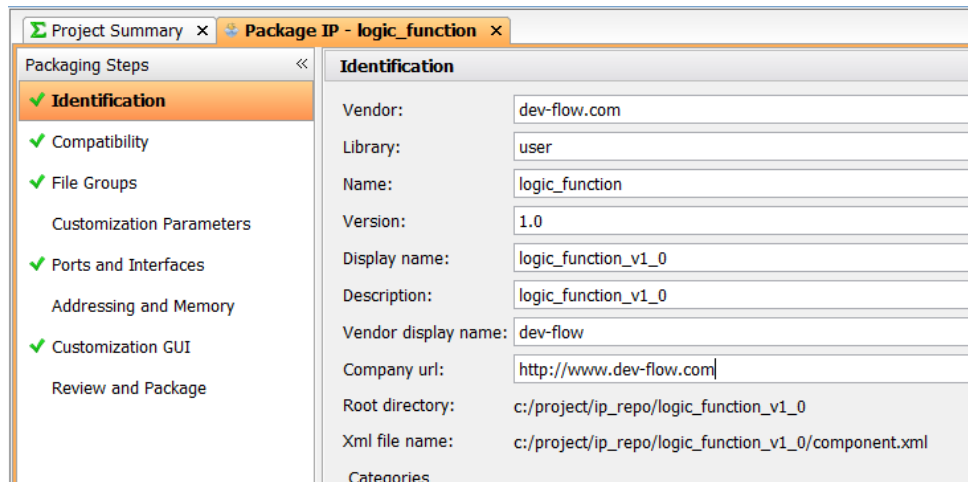 Σ Project Summary × Package IP - logic_function ×
Packaging Steps «
Identification
Compatibility
File Groups
Customization Parameters
Ports and Interfaces
Addressing and Memory
Customization GUI
Review and Package
Identification
Vendor: dev-flow.com
Library: user
Name: logic_function
Version: 1.0
Display name: logic_function_v1_0
Description: logic_function_v1_0
Vendor display name: dev-flow
Company url: http://www.dev-flow.com
Root directory: c:/project/ip_repo/logic_function_v1_0
Xml file name: c:/project/ip_repo/logic_function_v1_0/component.xml
Categories